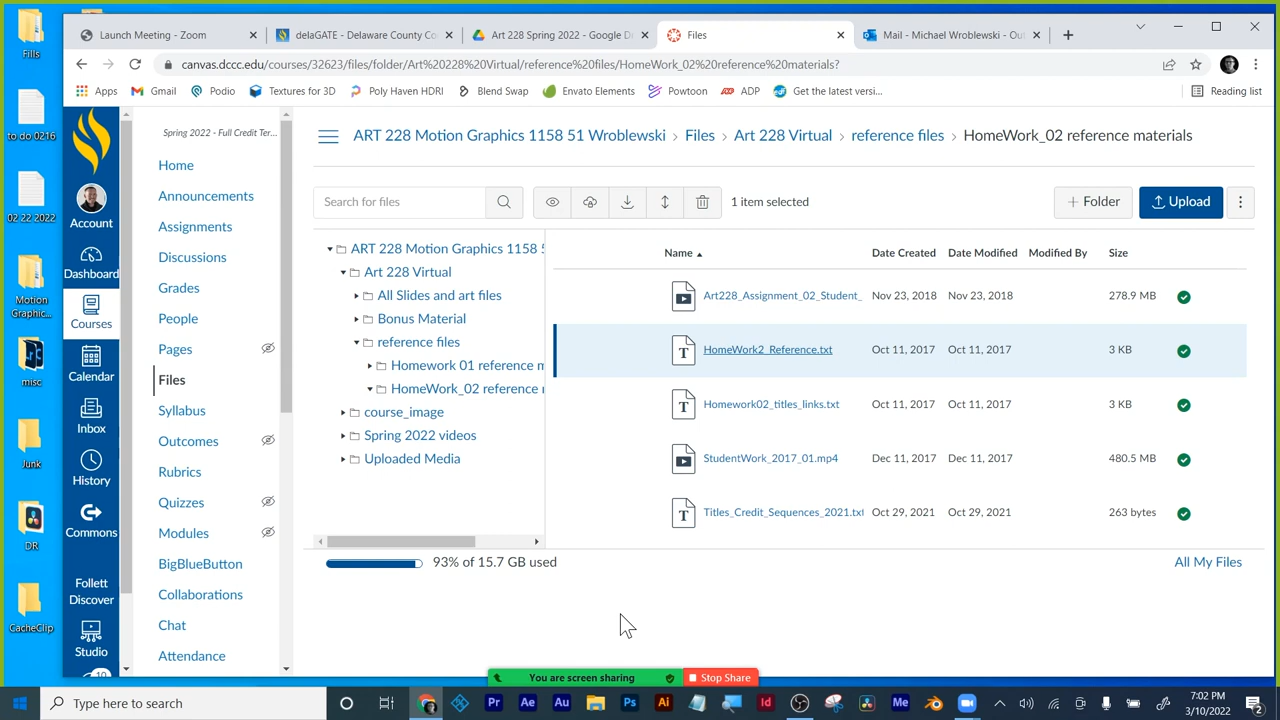 Fills
to do 0216
02 22 2022
Motion
Graphic...
misc
Junk
DR
CacheClip
Launch Meeting - Zoom
delaGATE - Delaware County Co
Art 228 Spring 2022 - Google D
Files
Mail - Michael Wroblewski - Out
canvas.dccc.edu/courses/32623/files/folder/Art%20228%20Virtual/reference%20files/HomeWork_02%20reference%20materials?
Apps
Gmail
Podio
Textures for 3D
Poly Haven HDRI
Blend Swap
Envato Elements
Powtoon
ADP
Get the latest versi...
Reading list
Account
Dashboard
Courses
Calendar
Inbox
History
Commons
Follett
Discover
Studio
10
Spring 2022 - Full Credit Ter...
Home
Announcements
Assignments
Discussions
Grades
People
Pages
Files
Syllabus
Outcomes
Rubrics
Quizzes
Modules
BigBlueButton
Collaborations
Chat
Attendance
ART 228 Motion Graphics 1158 51 Wroblewski > Files > Art 228 Virtual > reference files > HomeWork_02 reference materials
Search for files
1 item selected
+ Folder
Upload
ART 228 Motion Graphics 1158 5
Art 228 Virtual
All Slides and art files
Bonus Material
reference files
Homework 01 reference m
HomeWork_02 reference
course_image
Spring 2022 videos
Uploaded Media
Name Date Created Date Modified Modified By Size
Art228_Assignment_02_Student_ Nov 23, 2018 Nov 23, 2018 278.9 MB
T HomeWork2_Reference.txt Oct 11, 2017 Oct 11, 2017 3 KB
T Homework02_titles_links.txt Oct 11, 2017 Oct 11, 2017 3 KB
StudentWork_2017_01.mp4 Dec 11, 2017 Dec 11, 2017 480.5 MB
T Titles_Credit_Sequences_2021.txt Oct 29, 2021 Oct 29, 2021 263 bytes
93% of 15.7 GB used
All My Files
You are screen sharing
Stop Share
Type here to search
Pr
Ae
Au
Ps
Ai
Id
Me
7:02 PM
3/10/2022
2